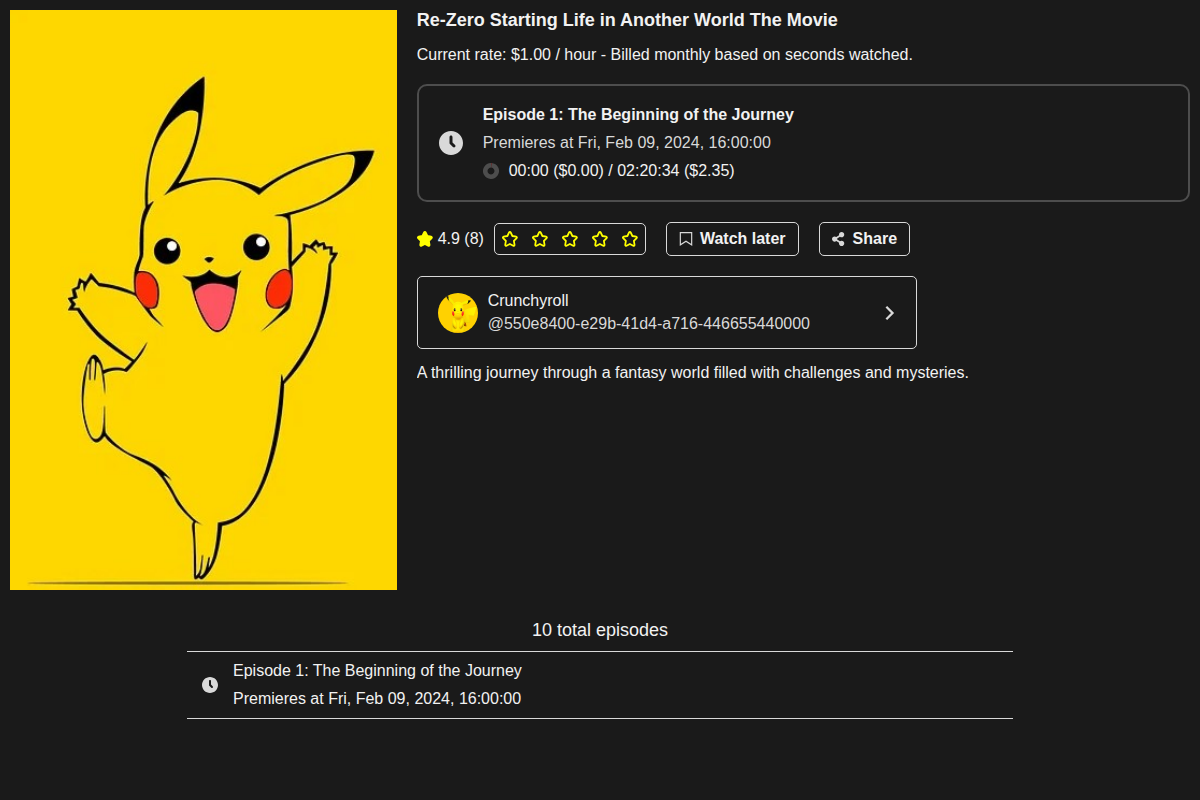 Re-Zero Starting Life in Another World The Movie
Current rate: $1.00 / hour - Billed monthly based on seconds watched.
Episode 1: The Beginning of the Journey
Premieres at Fri, Feb 09, 2024, 16:00:00
00:00 ($0.00) / 02:20:34 ($2.35)
4.9 (8) Watch later Share
Crunchyroll
@550e8400-e29b-41d4-a716-446655440000
A thrilling journey through a fantasy world filled with challenges and mysteries.
10 total episodes
Episode 1: The Beginning of the Journey
Premieres at Fri, Feb 09, 2024, 16:00:00